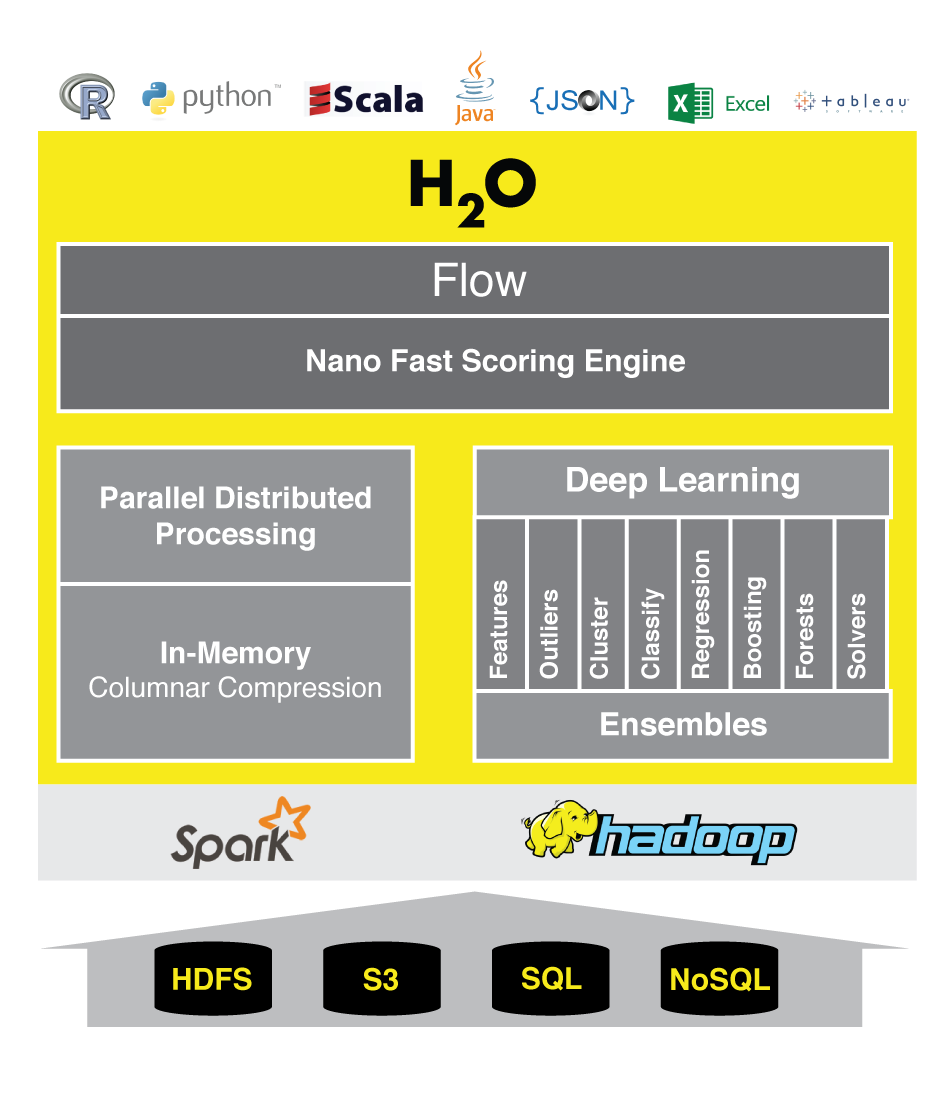 R python™ Scala Java {JSON} X Excel +ableau
SOFTWARE
H2O
Flow
Nano Fast Scoring Engine
Parallel Distributed
Processing
In-Memory
Columnar Compression
Deep Learning
Features
Outliers
Cluster
Classify
Regression
Boosting
Forests
Solvers
Ensembles
Spark hadoop
HDFS S3 SQL NoSQL